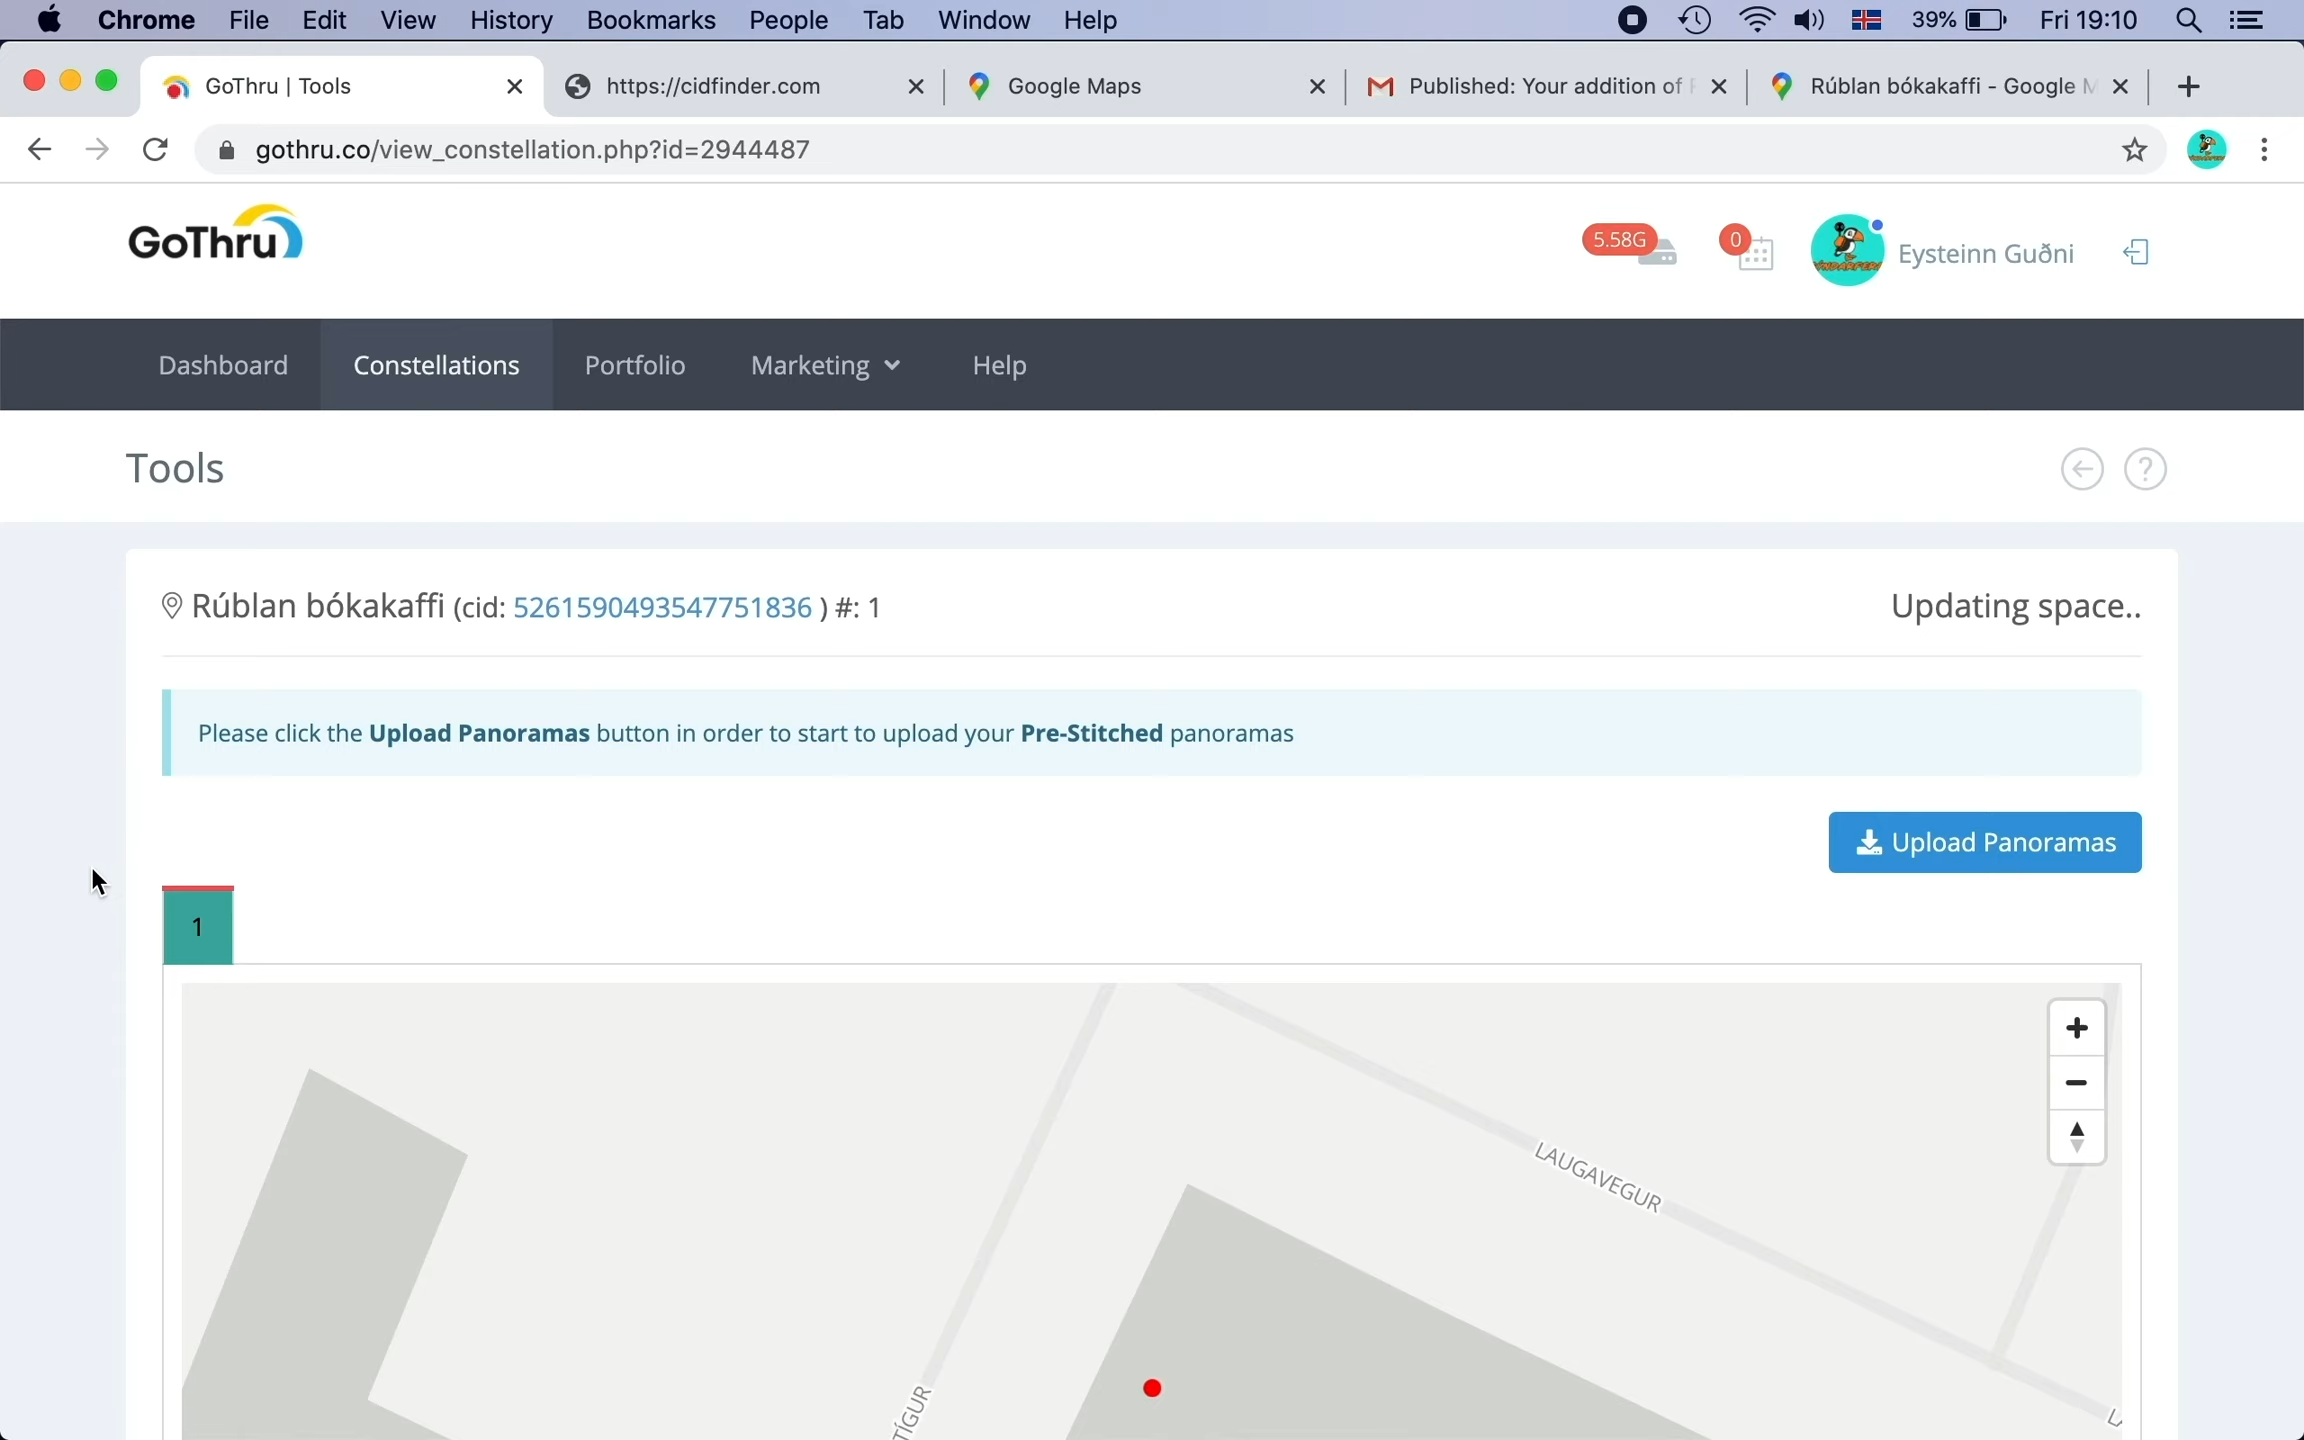 Chrome File Edit View History Bookmarks People Tab Window Help 39% Fri 19:10
GoThru | Tools https://cidfinder.com Google Maps Published: Your addition of Rúblan bókakaffi - Google M
gothru.co/view_constellation.php?id=2944487
GoThru 5.58G 0 Eysteinn Guðni
Dashboard Constellations Portfolio Marketing Help
Tools
Rúblan bókakaffi (cid: 5261590493547751836 ) #: 1 Updating space..
Please click the Upload Panoramas button in order to start to upload your Pre-Stitched panoramas
Upload Panoramas
1
LAUGAVEGUR
TÍGUR